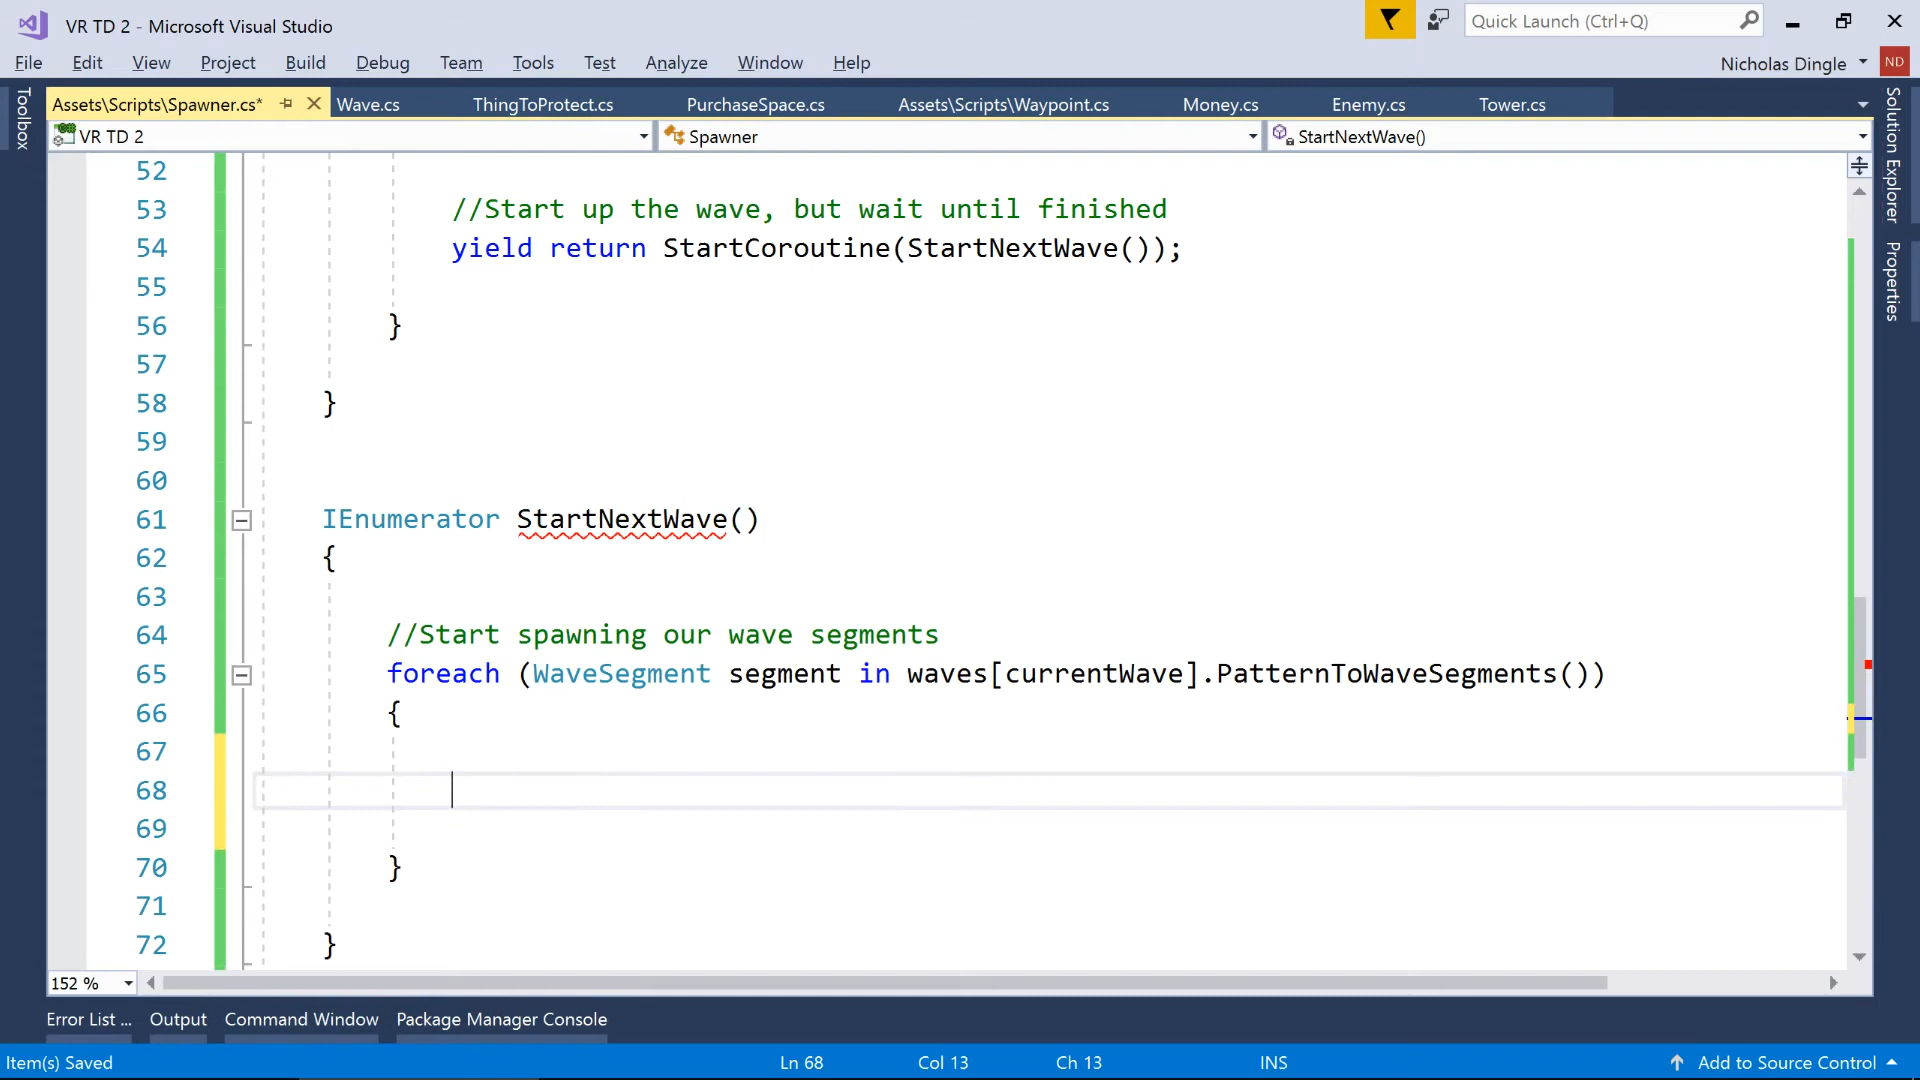 VR TD 2 - Microsoft Visual Studio
Quick Launch (Ctrl+Q)
File Edit View Project Build Debug Team Tools Test Analyze Window Help
Nicholas Dingle
ND
Toolbox
Assets\Scripts\Spawner.cs* Wave.cs ThingToProtect.cs PurchaseSpace.cs Assets\Scripts\Waypoint.cs Money.cs Enemy.cs Tower.cs
VR TD 2 Spawner StartNextWave()
Solution Explorer
Properties
52
53 //Start up the wave, but wait until finished
54 yield return StartCoroutine(StartNextWave());
55
56 }
57
58 }
59
60
61 IEnumerator StartNextWave()
62 {
63
64 //Start spawning our wave segments
65 foreach (WaveSegment segment in waves[currentWave].PatternToWaveSegments())
66 {
67
68
69
70 }
71
72 }
152 %
Error List ... Output Command Window Package Manager Console
Item(s) Saved Ln 68 Col 13 Ch 13 INS Add to Source Control